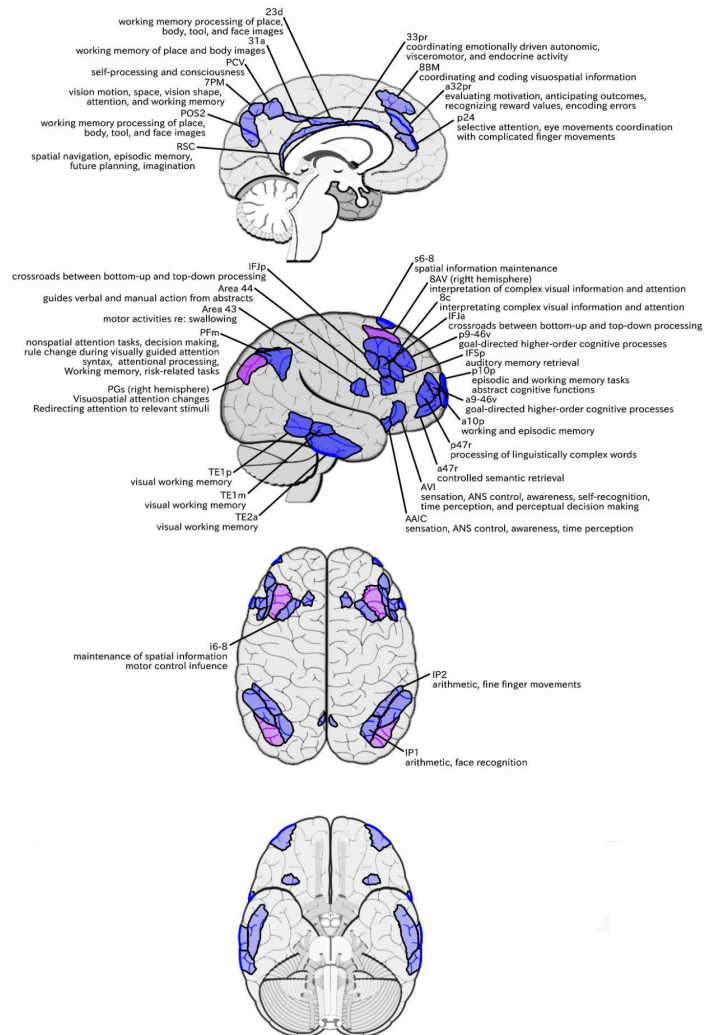 23d
working memory processing of place,
body, tool, and face images
31a
working memory of place and body images
PCV
self-processing and consciousness
7PM
vision motion, space, vision shape,
attention, and working memory
POS2
working memory processing of place,
body, tool, and face images
RSC
spatial navigation, episodic memory,
future planning, imagination
33pr
coordinating emotionally driven autonomic,
visceromotor, and endocrine activity
8BM
coordinating and coding visuospatial information
a32pr
evaluating motivation, anticipating outcomes,
recognizing reward values, encoding errors
p24
selective attention, eye movements coordination
with complicated finger movements
IFJp
crossroads between bottom-up and top-down processing
Area 44
guides verbal and manual action from abstracts
Area 43
motor activities re: swallowing
PFm
nonspatial attention tasks, decision making,
rule change during visually guided attention
syntax, attentional processing,
Working memory, risk-related tasks
PGs (right hemisphere)
Visuospatial attention changes
Redirecting attention to relevant stimuli
TE1p
visual working memory
TE1m
visual working memory
TE2a
visual working memory
s6-8
spatial information maintenance
8AV (right hemisphere)
interpretation of complex visual information and attention
8c
interpretating complex visual information and attention
IFJa
crossroads between bottom-up and top-down processing
p9-46v
goal-directed higher-order cognitive processes
IFSp
auditory memory retrieval
p10p
episodic and working memory tasks
abstract cognitive functions
a9-46v
goal-directed higher-order cognitive processes
a10p
working and episodic memory
p47r
processing of linguistically complex words
a47r
controlled semantic retrieval
AVI
sensation, ANS control, awareness, self-recognition,
time perception, and perceptual decision making
AAIC
sensation, ANS control, awareness, time perception
i6-8
maintenance of spatial information
motor control infuence
IP2
arithmetic, fine finger movements
IP1
arithmetic, face recognition